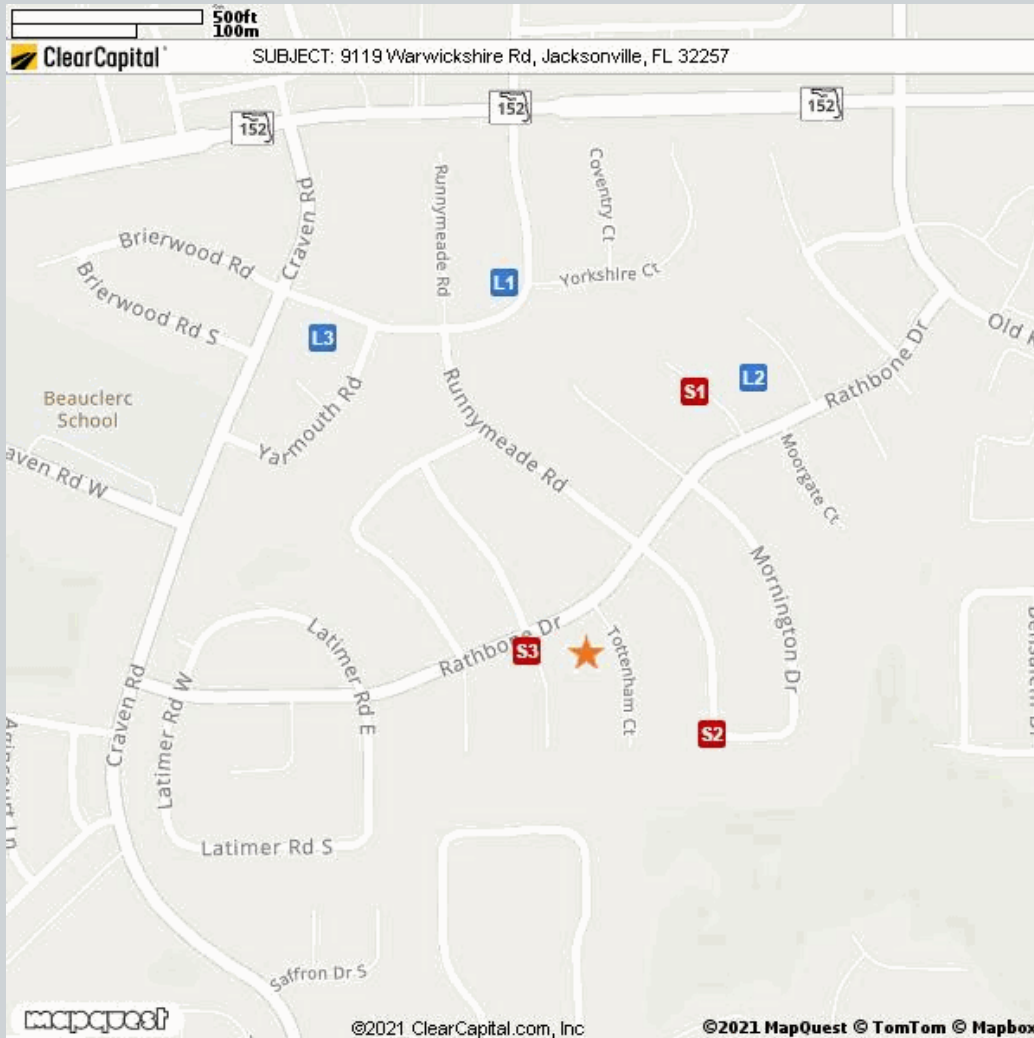 500ft
100m
ClearCapital
SUBJECT: 9119 Warwickshire Rd, Jacksonville, FL 32257
152
152
152
Craven Rd
Runnymeade Rd
Coventry Ct
Brierwood Rd
Yorkshire Ct
L1
Brierwood Rd S
L3
Old
Rathbone Dr
L2
S1
Beauclerc
School
Yarmouth Rd
Runnymeade Rd
Moorgate Ct
aven Rd W
Mornington Dr
Latimer Rd E
Rathbone Dr
S3
Tottenham Ct
Craven Rd
Latimer Rd W
S2
Latimer Rd S
Saffron Dr S
mapquest
©2021 ClearCapital.com, Inc
©2021 MapQuest © TomTom © Mapbox